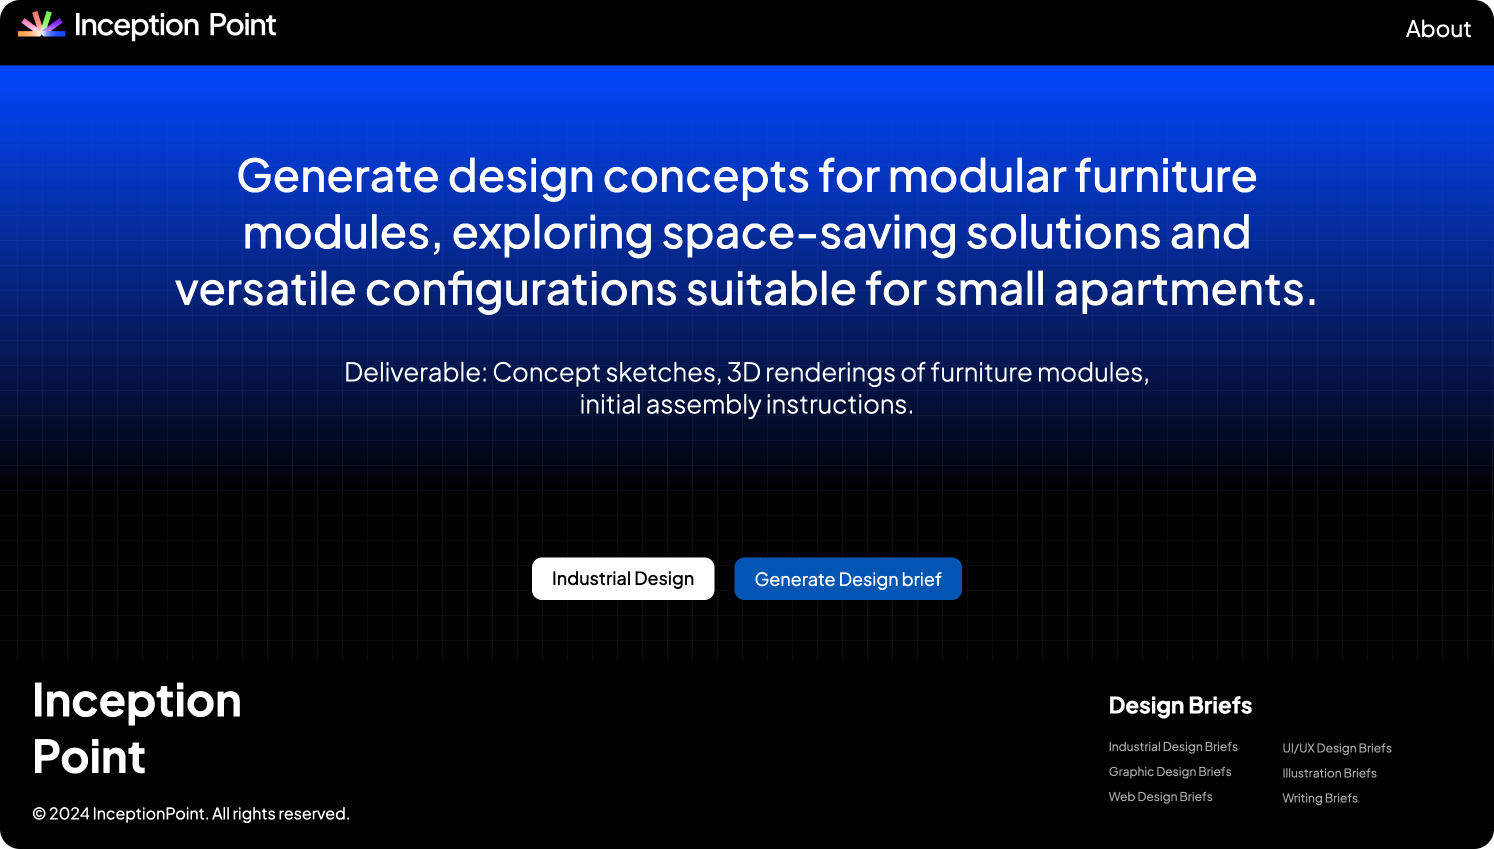 Inception Point
About
Generate design concepts for modular furniture
modules, exploring space-saving solutions and
versatile configurations suitable for small apartments.
Deliverable: Concept sketches, 3D renderings of furniture modules,
initial assembly instructions.
Industrial Design
Generate Design brief
Inception
Point
© 2024 InceptionPoint. All rights reserved.
Design Briefs
Industrial Design Briefs
Graphic Design Briefs
Web Design Briefs
UI/UX Design Briefs
Illustration Briefs
Writing Briefs